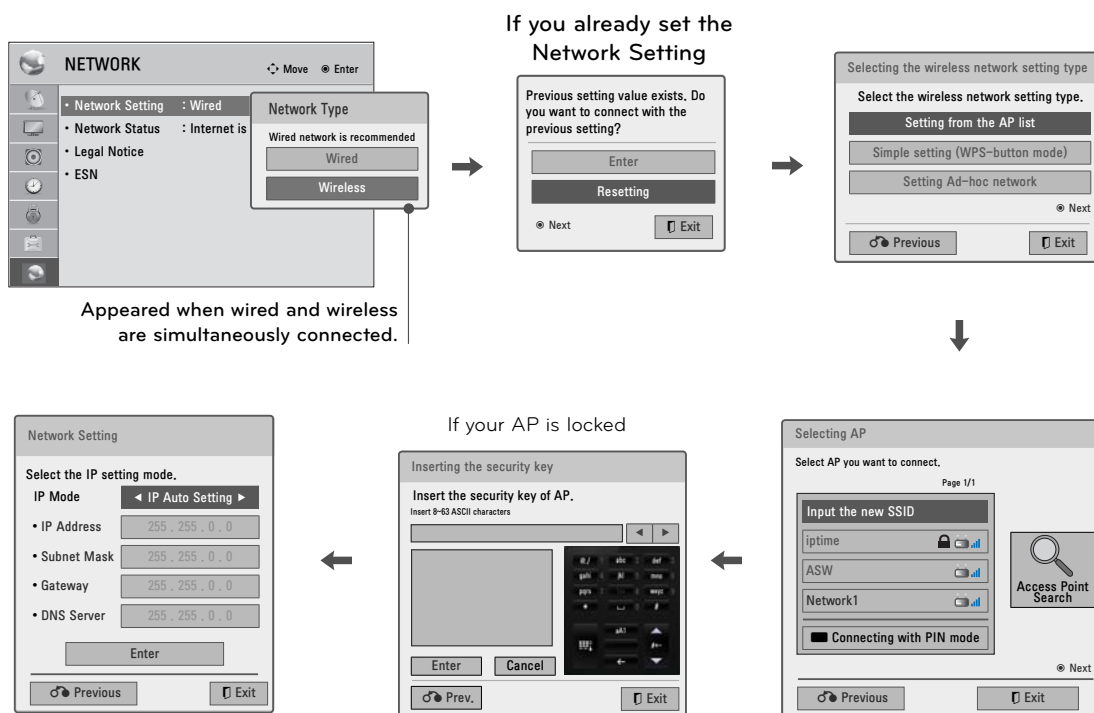 If you already set the
Network Setting
NETWORK
Move
Enter
• Network Setting : Wired
• Network Status : Internet is
• Legal Notice
• ESN
Network Type
Wired network is recommended
Wired
Wireless
Appeared when wired and wireless
are simultaneously connected.
Previous setting value exists. Do
you want to connect with the
previous setting?
Enter
Resetting
Next
Exit
Selecting the wireless network setting type
Select the wireless network setting type.
Setting from the AP list
Simple setting (WPS-button mode)
Setting Ad-hoc network
Next
Previous
Exit
Selecting AP
Select AP you want to connect.
Page 1/1
Input the new SSID
iptime
ASW
Network1
Connecting with PIN mode
Access Point
Search
Next
Previous
Exit
If your AP is locked
Inserting the security key
Insert the security key of AP.
Insert 8~63 ASCII characters
abc def
jkl mno
Enter
Cancel
Prev.
Exit
Network Setting
Select the IP setting mode.
IP Mode ◄ IP Auto Setting ►
• IP Address 255 . 255 . 0 . 0
• Subnet Mask 255 . 255 . 0 . 0
• Gateway 255 . 255 . 0 . 0
• DNS Server 255 . 255 . 0 . 0
Enter
Previous
Exit